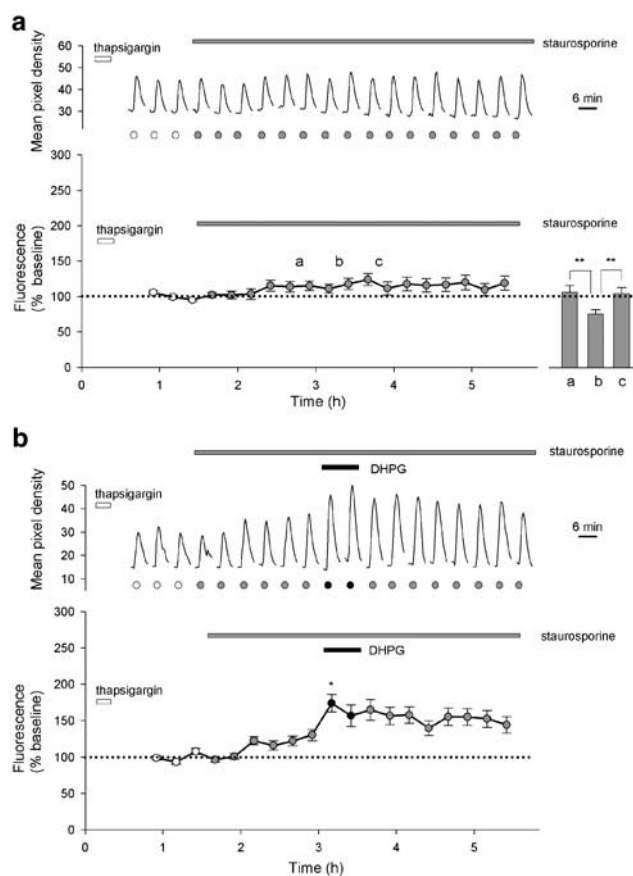 a
thapsigargin
staurosporine
Mean pixel density
60
50
40
30
6 min
300
250
200
150
100
50
0
Fluorescence
(% baseline)
thapsigargin
staurosporine
a b c
** **
a b c
0 1 2 3 4 5
Time (h)
b
staurosporine
DHPG
thapsigargin
Mean pixel density
50
40
30
20
10
6 min
300
250
200
150
100
50
0
Fluorescence
(% baseline)
staurosporine
DHPG
thapsigargin
*
0 1 2 3 4 5
Time (h)